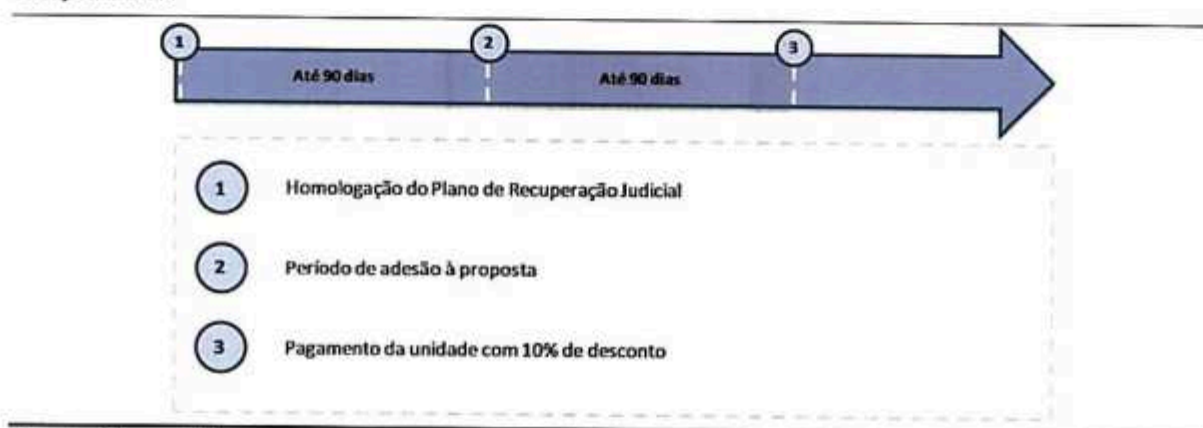 1
2
3
Até 90 dias
Até 90 dias
1
Homologação do Plano de Recuperação Judicial
2
Período de adesão à proposta
3
Pagamento da unidade com 10% de desconto